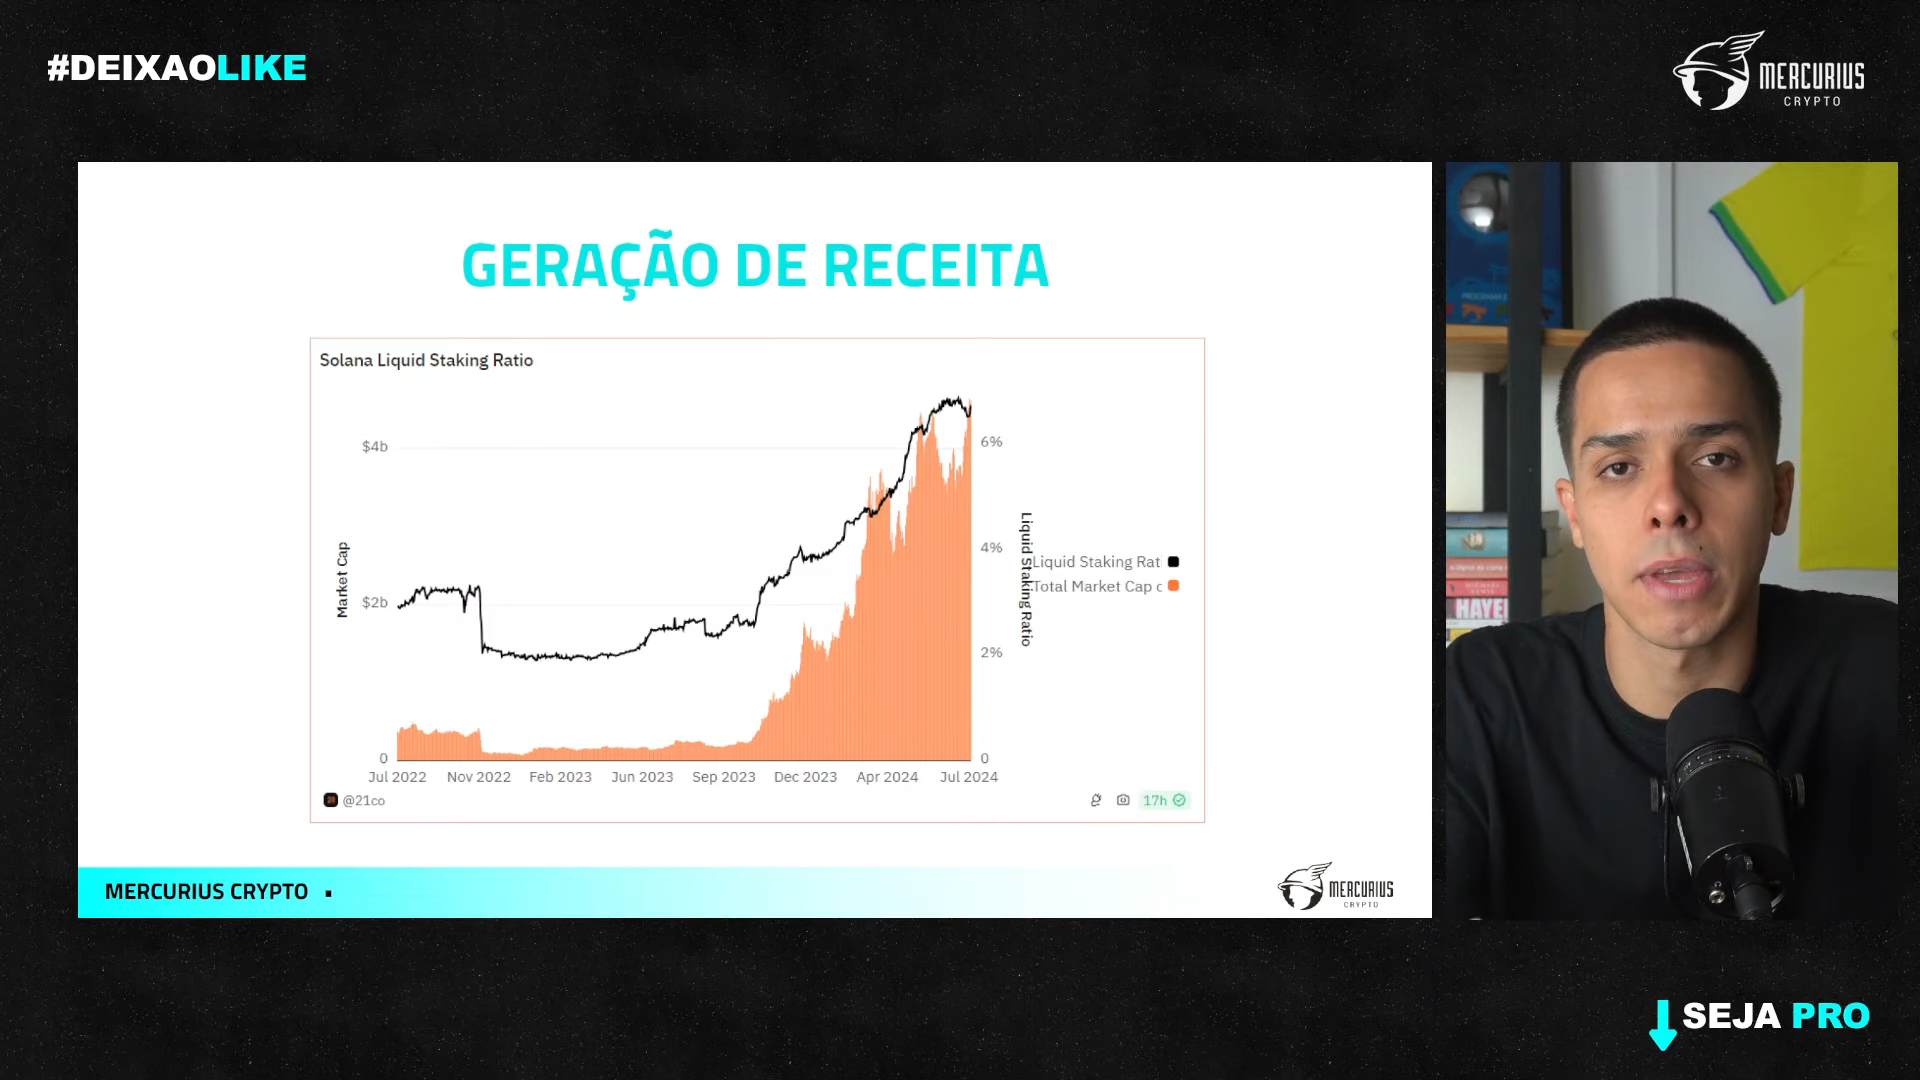 #DEIXAOLIKE
MERCURIUS
CRYPTO
GERAÇÃO DE RECEITA
Solana Liquid Staking Ratio
$4b
$2b
0
Market Cap
6%
4%
2%
0
Liquid Staking Ratio
Liquid Staking Rat
Total Market Cap c
Jul 2022 Nov 2022 Feb 2023 Jun 2023 Sep 2023 Dec 2023 Apr 2024 Jul 2024
@21co
17h
MERCURIUS CRYPTO
MERCURIUS
CRYPTO
HAYE
SEJA PRO